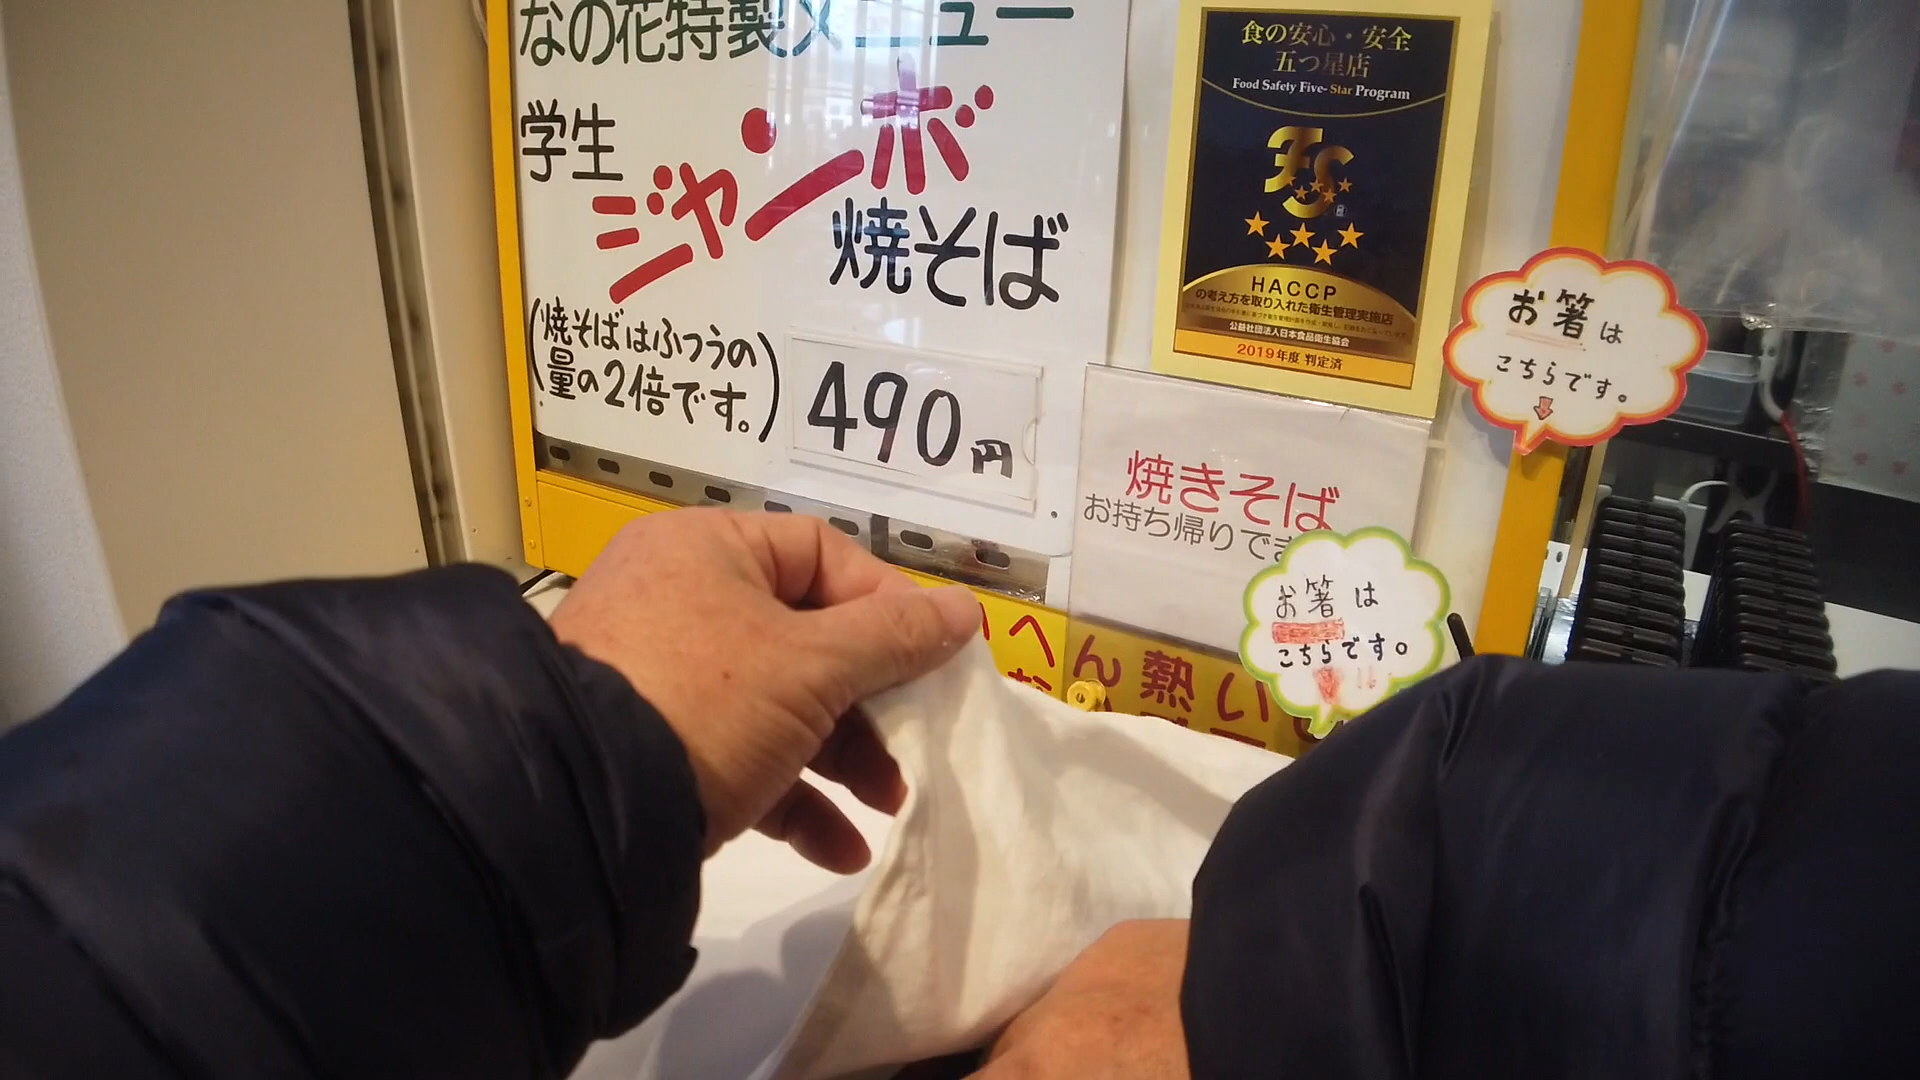 なの花特製メニュー
学生
ジャンボ
焼そば
(焼そばはふつうの
量の2倍です。)
490円
食の安心・安全
五つ星店
Food Safety Five-Star Program
HACCP
の考え方を取り入れた衛生管理実施店
公益社団法人日本食品衛生協会
2019年度 判定済
お箸は
こちらです。
焼きそば
お持ち帰りでき
お箸は
こちらです。
へん熱い